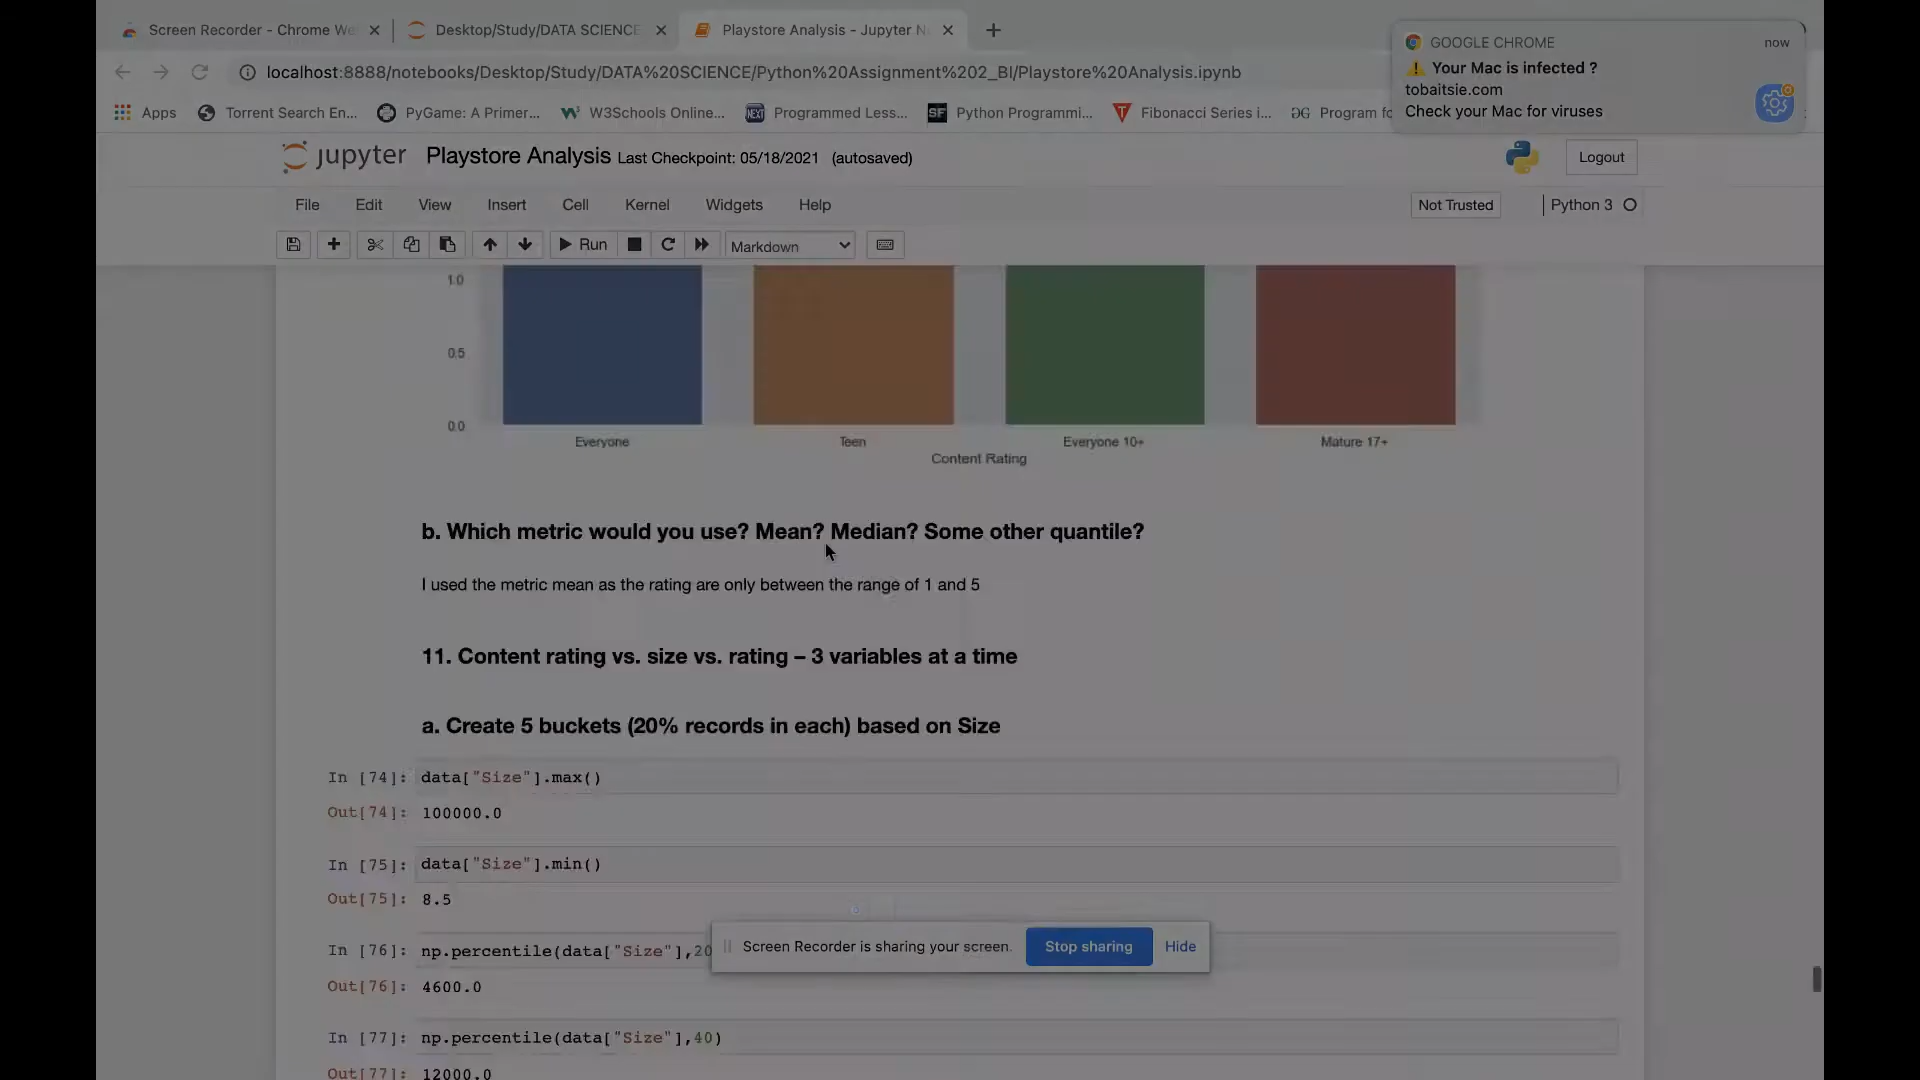 Screen Recorder - Chrome We
Desktop/Study/DATA SCIENCE
Playstore Analysis - Jupyter N
GOOGLE CHROME
now
Your Mac is infected ?
tobaitsie.com
Check your Mac for viruses
localhost:8888/notebooks/Desktop/Study/DATA%20SCIENCE/Python%20Assignment%202_BI/Playstore%20Analysis.ipynb
Apps
Torrent Search En...
PyGame: A Primer...
W3Schools Online...
NEXT
Programmed Less...
SF
Python Programmi...
Fibonacci Series i...
Program fo
jupyter
Playstore Analysis Last Checkpoint: 05/18/2021 (autosaved)
Logout
File Edit View Insert Cell Kernel Widgets Help
Not Trusted
Python 3
Run
Markdown
1.0
0.5
0.0
Everyone
Teen
Everyone 10+
Mature 17+
Content Rating
b. Which metric would you use? Mean? Median? Some other quantile?
I used the metric mean as the rating are only between the range of 1 and 5
11. Content rating vs. size vs. rating – 3 variables at a time
a. Create 5 buckets (20% records in each) based on Size
In [74]: data["Size"].max()
Out[74]: 100000.0
In [75]: data["Size"].min()
Out[75]: 8.5
In [76]: np.percentile(data["Size"],20
Screen Recorder is sharing your screen.
Stop sharing
Hide
Out[76]: 4600.0
In [77]: np.percentile(data["Size"],40)
Out[77]: 12000.0